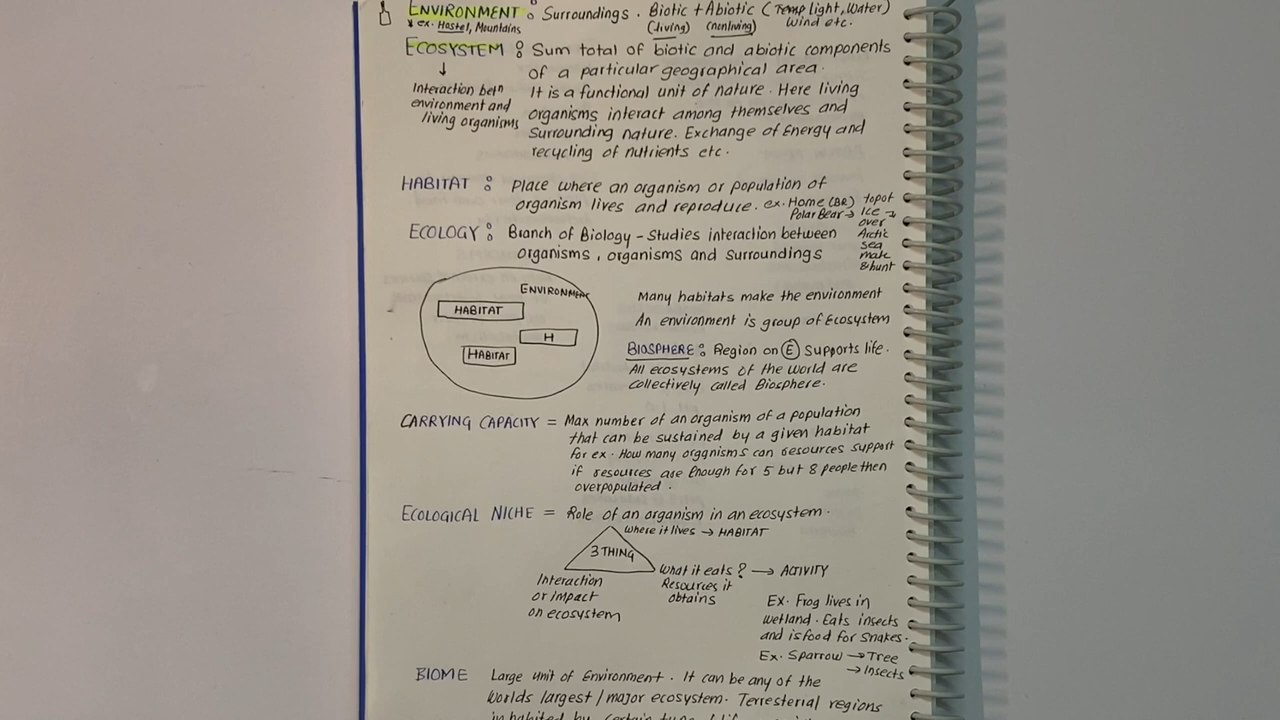 ENVIRONMENT : Surroundings. Biotic + Abiotic (Temp light, Water)
ex. Hostel, Mountains (living) (nonliving) Wind etc.
ECOSYSTEM : Sum total of biotic and abiotic components
of a particular geographical area.
It is a functional unit of nature. Here living
organisms interact among themselves and
Surrounding nature. Exchange of Energy and
recycling of nutrients etc.
↓
Interaction betn
environment and
living organisms
HABITAT : Place where an organism or population of
organism lives and reproduce. ex. Home (BR)
Polar Bear → Ice →
topot
over
Arctic
sea
mate
& hunt
ECOLOGY : Branch of Biology - Studies interaction between
organisms, organisms and Surroundings
ENVIRONMENT
HABITAT
H
HABITAT
Many habitats make the environment
An environment is group of Ecosystem
BIOSPHERE : Region on (E) Supports life.
All ecosystems of the world are
collectively called Biosphere.
CARRYING CAPACITY = Max number of an organism of a population
that can be sustained by a given habitat
for ex. How many organisms can resources support
if resources are Enough for 5 but 8 people then
overpopulated.
ECOLOGICAL NICHE = Role of an organism in an ecosystem.
where it lives → HABITAT
3 THING
What it eats? → ACTIVITY
Resources it
obtains
Interaction
or impact
on ecosystem
Ex. Frog lives in
wetland. Eats insects
and is food for snakes.
Ex. Sparrow → Tree
→ Insects
BIOME Large unit of Environment. It can be any of the
Worlds largest / major ecosystem. Terresterial regions
inhabited by certain type